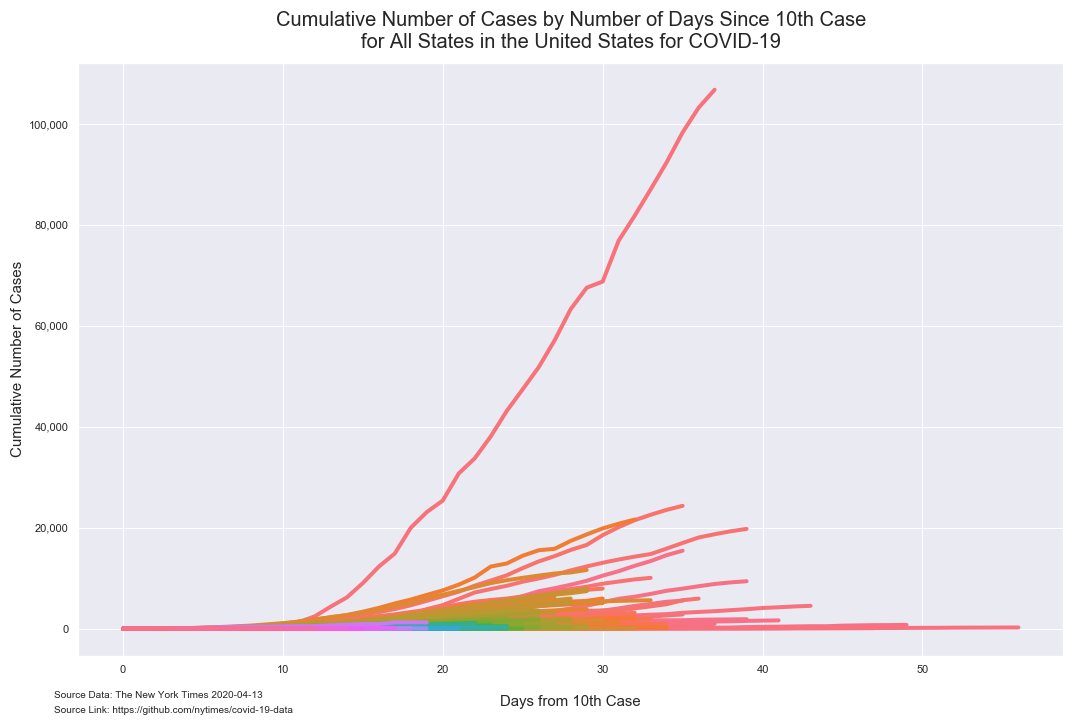 Cumulative Number of Cases by Number of Days Since 10th Case
for All States in the United States for COVID-19
Cumulative Number of Cases
100,000
80,000
60,000
40,000
20,000
0
0
10
20
30
40
50
Days from 10th Case
Source Data: The New York Times 2020-04-13
Source Link: https://github.com/nytimes/covid-19-data